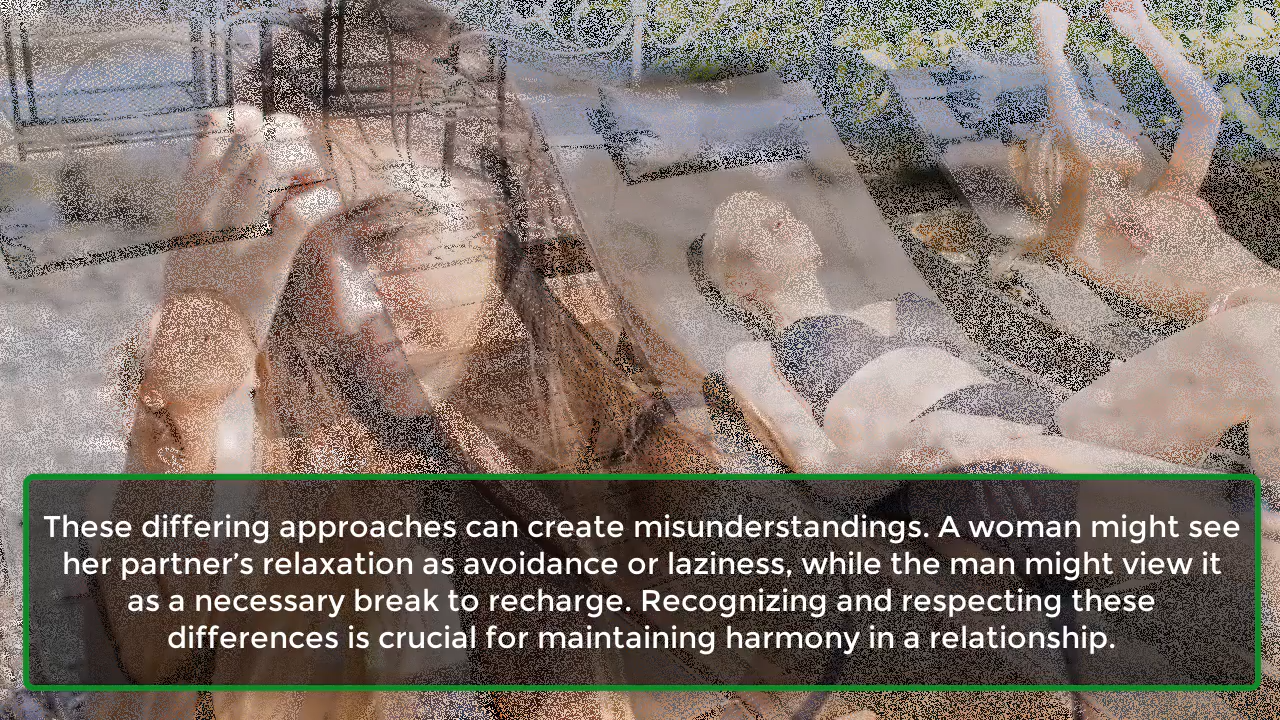 These differing approaches can create misunderstandings. A woman might see
her partner’s relaxation as avoidance or laziness, while the man might view it
as a necessary break to recharge. Recognizing and respecting these
differences is crucial for maintaining harmony in a relationship.